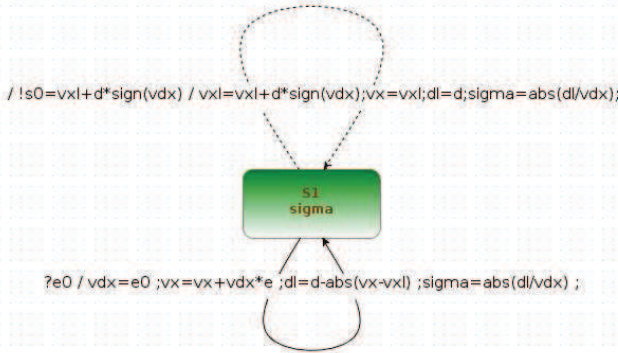 / !s0=vxl+d*sign(vdx) / vxl=vxl+d*sign(vdx);vx=vxl;dl=d;sigma=abs(dl/vdx);
S1
sigma
?e0 / vdx=e0 ;vx=vx+vdx*e ;dl=d-abs(vx-vxl) ;sigma=abs(dl/vdx) ;